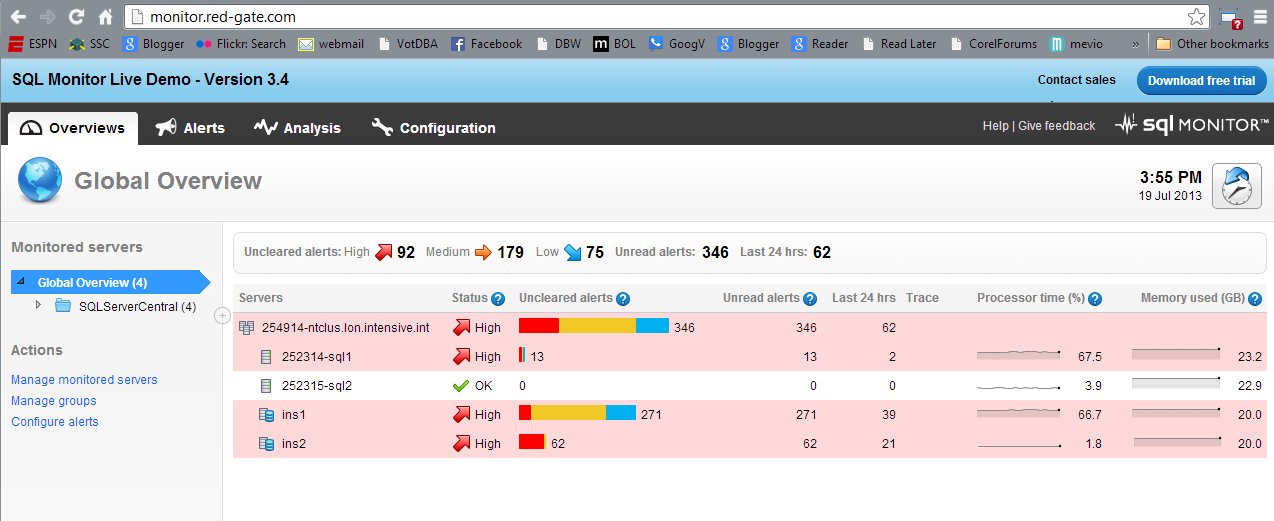 monitor.red-gate.com
ESPN SSC Blogger Flickr: Search webmail VotDBA Facebook DBW BOL GoogV Blogger Reader Read Later CorelForums mevio » Other bookmarks
SQL Monitor Live Demo - Version 3.4 Contact sales Download free trial
Overviews Alerts Analysis Configuration Help | Give feedback sql MONITOR™
Global Overview 3:55 PM
19 Jul 2013
Monitored servers
Global Overview (4)
SQLServerCentral (4)
Actions
Manage monitored servers
Manage groups
Configure alerts
Uncleared alerts: High 92 Medium 179 Low 75 Unread alerts: 346 Last 24 hrs: 62
Servers Status ? Uncleared alerts ? Unread alerts ? Last 24 hrs Trace Processor time (%) ? Memory used (GB) ?
254914-ntclus.lon.intensive.int High 346 346 62
252314-sql1 High 13 13 2 67.5 23.2
252315-sql2 OK 0 0 0 3.9 22.9
ins1 High 271 271 39 66.7 20.0
ins2 High 62 62 21 1.8 20.0